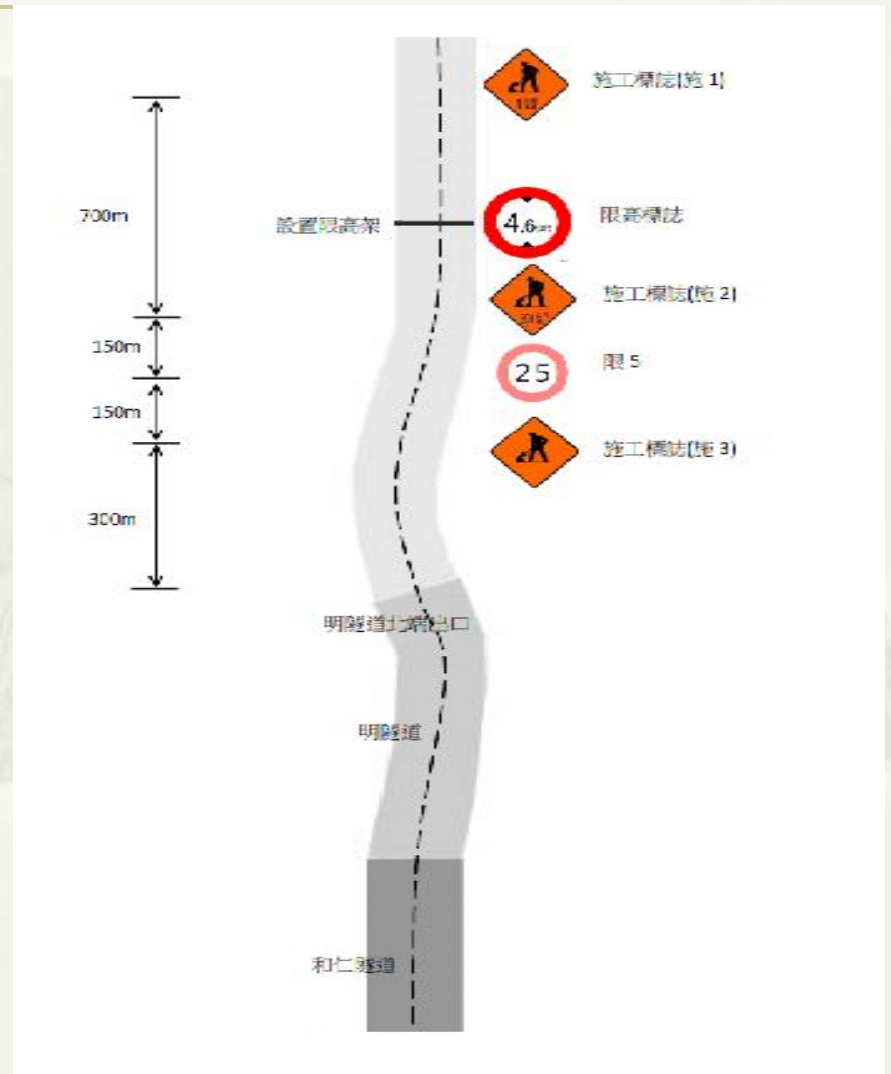 施工標誌(施 1)
700m
設置限高架
4.6
限高標誌
施工標誌(施 2)
150m
25
限 5
150m
施工標誌(施 3)
300m
明隧道北端出口
明隧道
和仁隧道